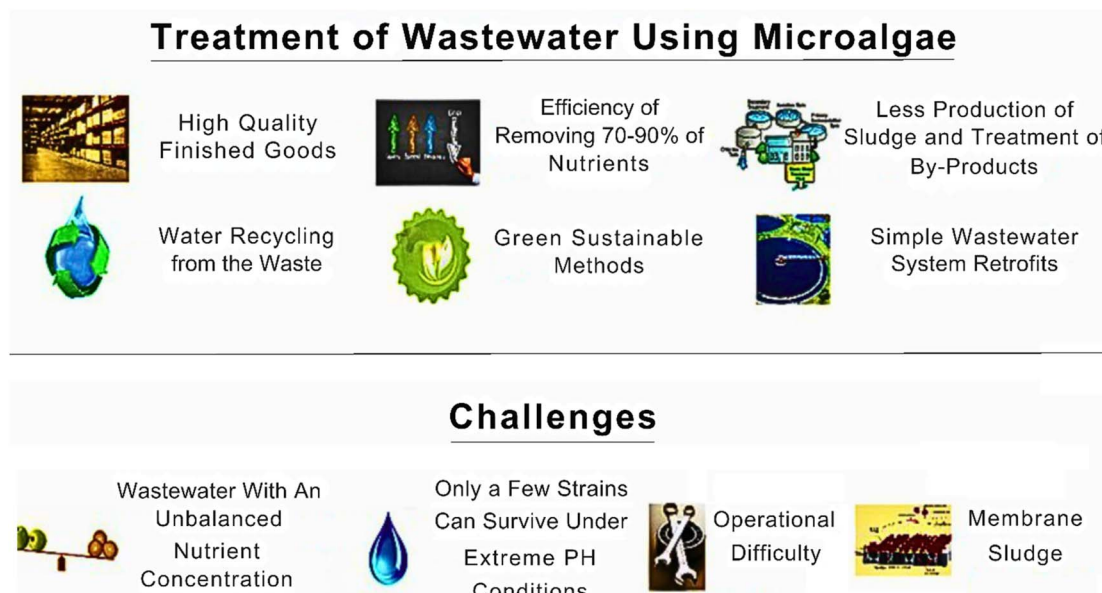 Treatment of Wastewater Using Microalgae
High Quality
Finished Goods
Efficiency of
Removing 70-90% of
Nutrients
Less Production of
Sludge and Treatment of
By-Products
Water Recycling
from the Waste
Green Sustainable
Methods
Simple Wastewater
System Retrofits
Challenges
Wastewater With An
Unbalanced
Nutrient
Concentration
Only a Few Strains
Can Survive Under
Extreme PH
Conditions
Operational
Difficulty
Membrane
Sludge